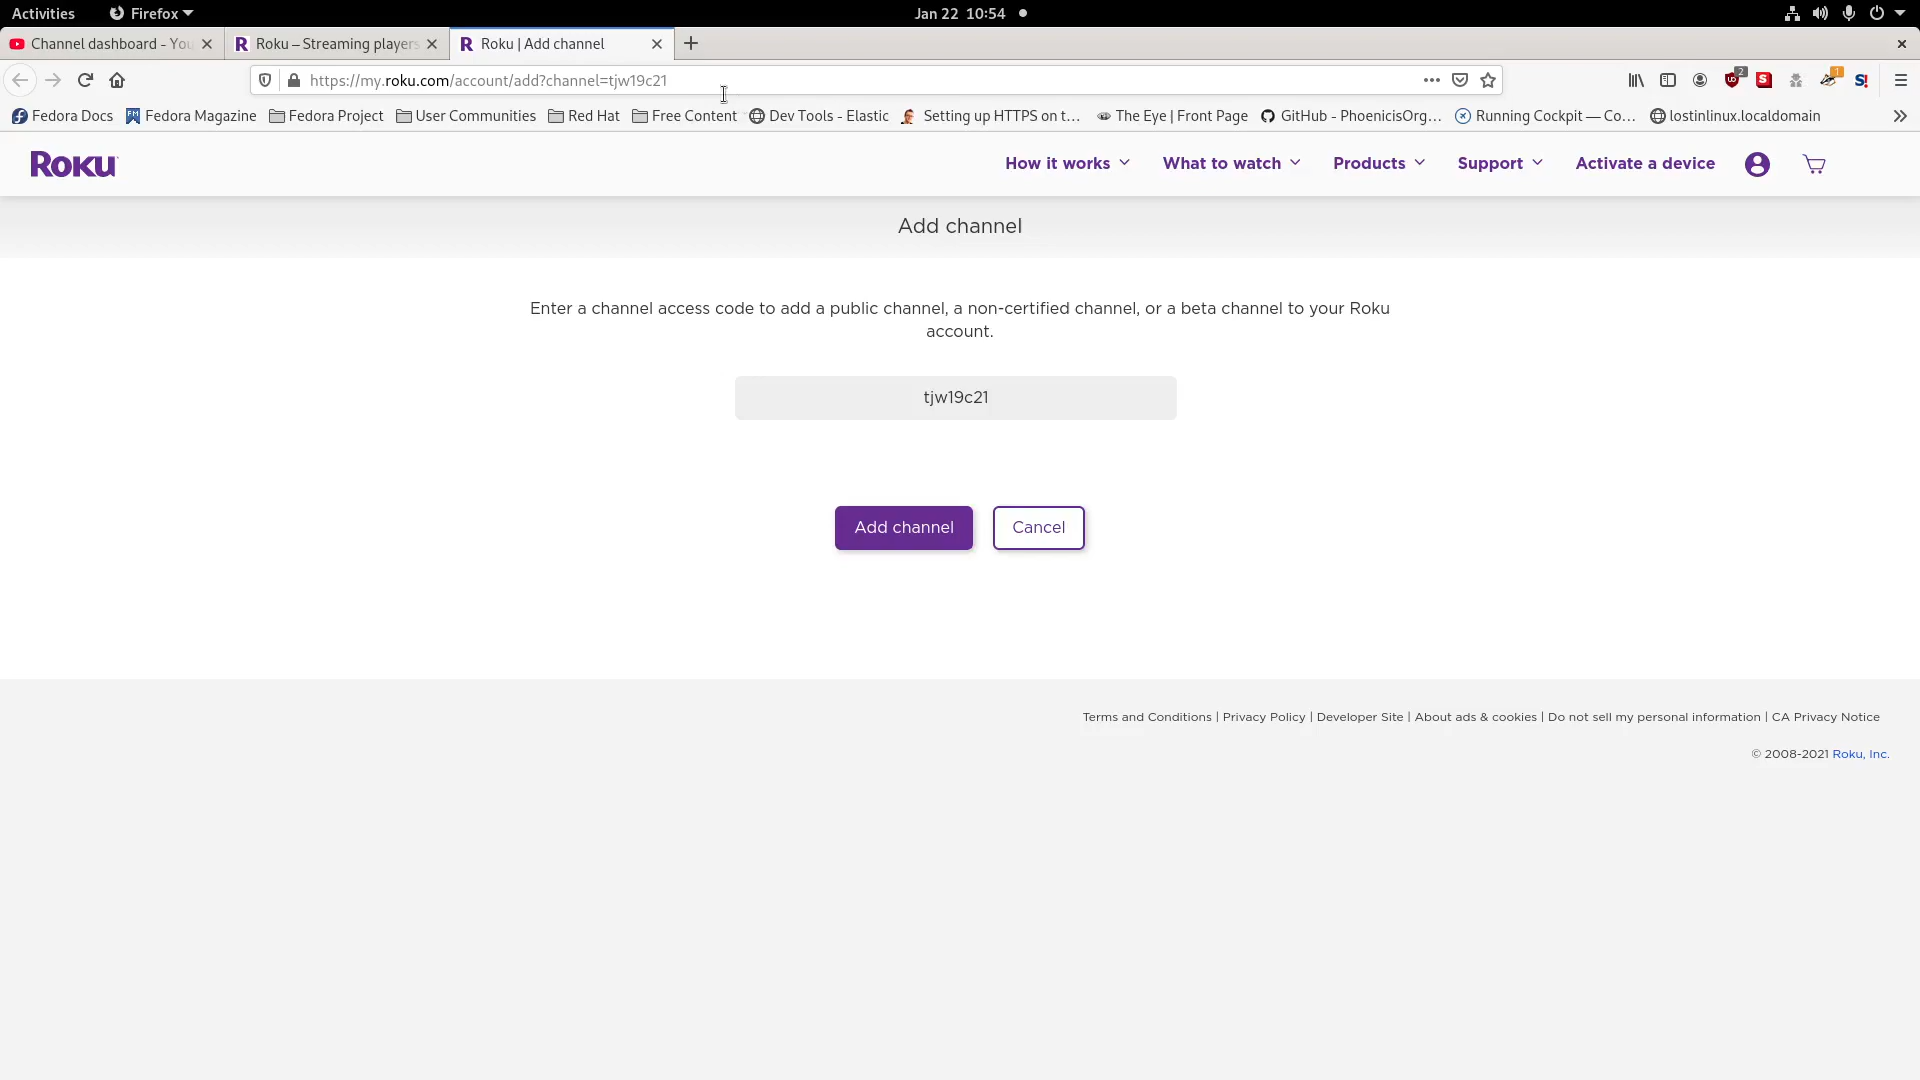 Activities Firefox Jan 22 10:54
Channel dashboard - You Roku – Streaming players Roku | Add channel
https://my.roku.com/account/add?channel=tjw19c21 2 1 S!
Fedora Docs Fedora Magazine Fedora Project User Communities Red Hat Free Content Dev Tools - Elastic Setting up HTTPS on t... The Eye | Front Page GitHub - PhoenicisOrg... Running Cockpit — Co... lostinlinux.localdomain
ROKU How it works What to watch Products Support Activate a device
Add channel
Enter a channel access code to add a public channel, a non-certified channel, or a beta channel to your Roku
account.
tjw19c21
Add channel Cancel
Terms and Conditions | Privacy Policy | Developer Site | About ads & cookies | Do not sell my personal information | CA Privacy Notice
© 2008-2021 Roku, Inc.